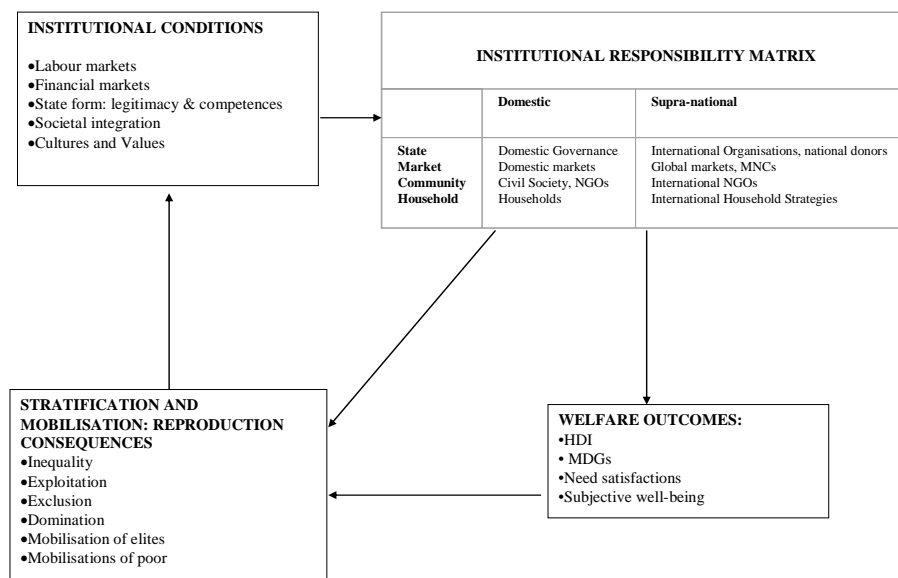 INSTITUTIONAL CONDITIONS
•Labour markets
•Financial markets
•State form: legitimacy & competences
•Societal integration
•Cultures and Values
INSTITUTIONAL RESPONSIBILITY MATRIX
Domestic Supra-national
State Domestic Governance International Organisations, national donors
Market Domestic markets Global markets, MNCs
Community Civil Society, NGOs International NGOs
Household Households International Household Strategies
STRATIFICATION AND
MOBILISATION: REPRODUCTION
CONSEQUENCES
•Inequality
•Exploitation
•Exclusion
•Domination
•Mobilisation of elites
•Mobilisations of poor
WELFARE OUTCOMES:
•HDI
• MDGs
•Need satisfactions
•Subjective well-being